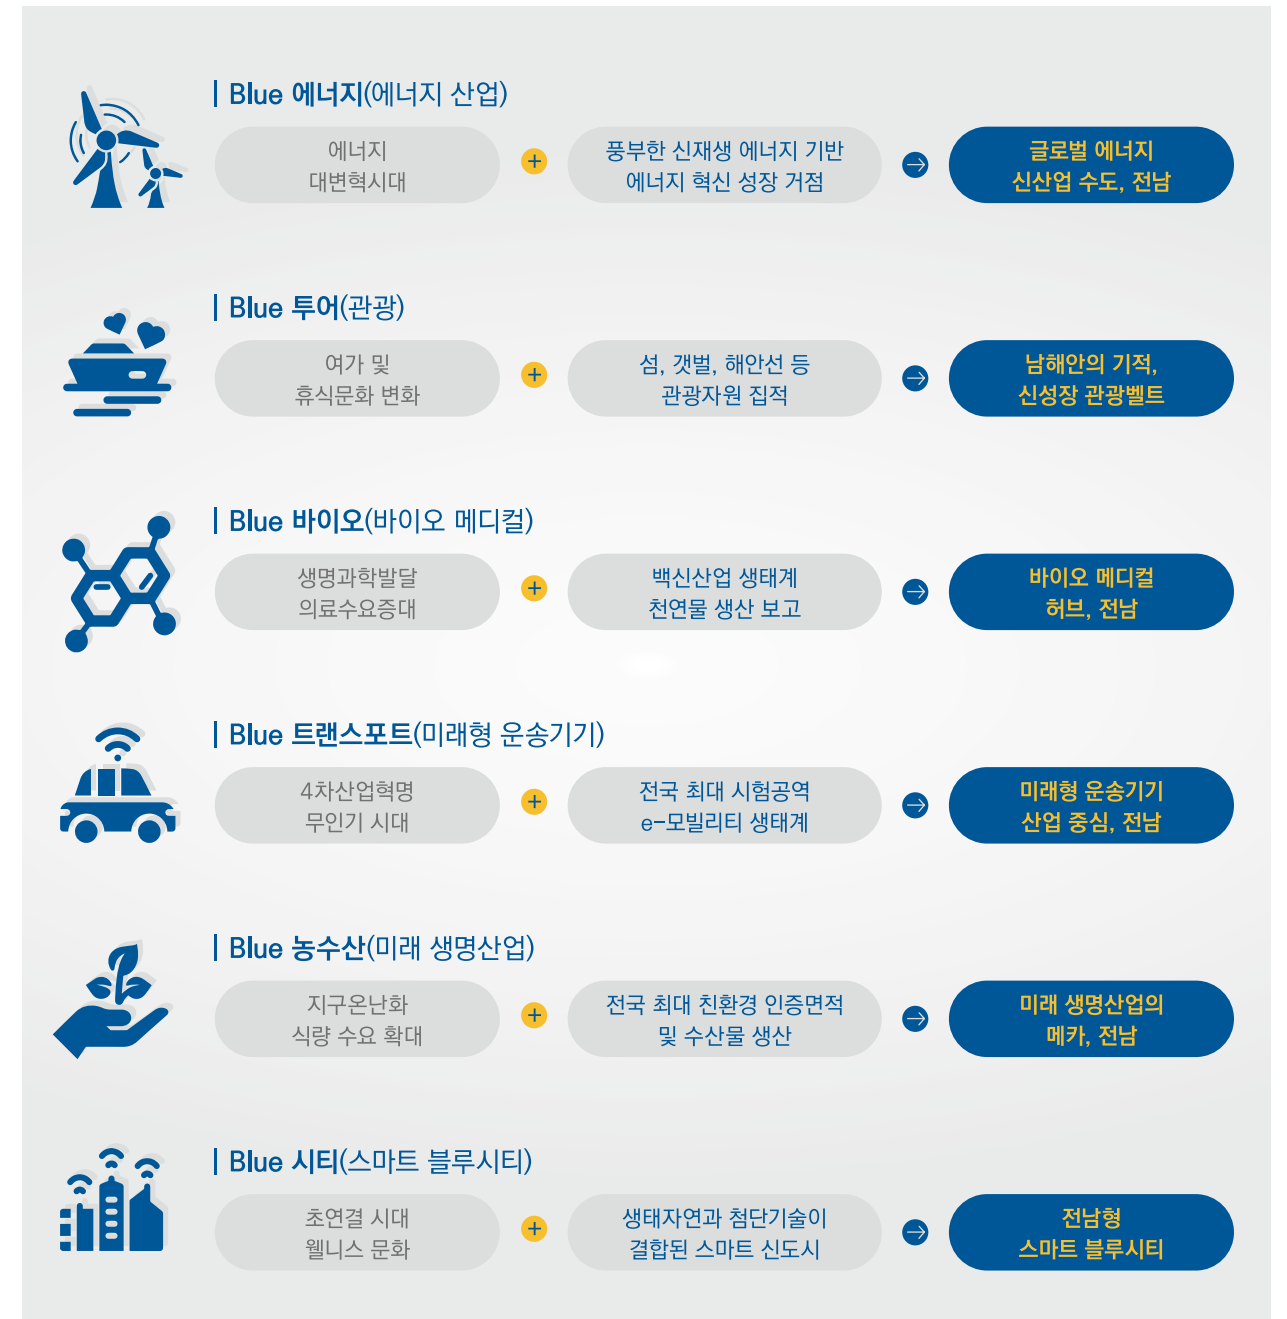 Blue 에너지(에너지 산업)
에너지
대변혁시대
+
풍부한 신재생 에너지 기반
에너지 혁신 성장 거점
글로벌 에너지
신산업 수도, 전남
Blue 투어(관광)
여가 및
휴식문화 변화
+
섬, 갯벌, 해안선 등
관광자원 집적
남해안의 기적,
신성장 관광벨트
Blue 바이오(바이오 메디컬)
생명과학발달
의료수요증대
+
백신산업 생태계
천연물 생산 보고
바이오 메디컬
허브, 전남
Blue 트랜스포트(미래형 운송기기)
4차산업혁명
무인기 시대
+
전국 최대 시험공역
e-모빌리티 생태계
미래형 운송기기
산업 중심, 전남
Blue 농수산(미래 생명산업)
지구온난화
식량 수요 확대
+
전국 최대 친환경 인증면적
및 수산물 생산
미래 생명산업의
메카, 전남
Blue 시티(스마트 블루시티)
초연결 시대
웰니스 문화
+
생태자연과 첨단기술이
결합된 스마트 신도시
전남형
스마트 블루시티